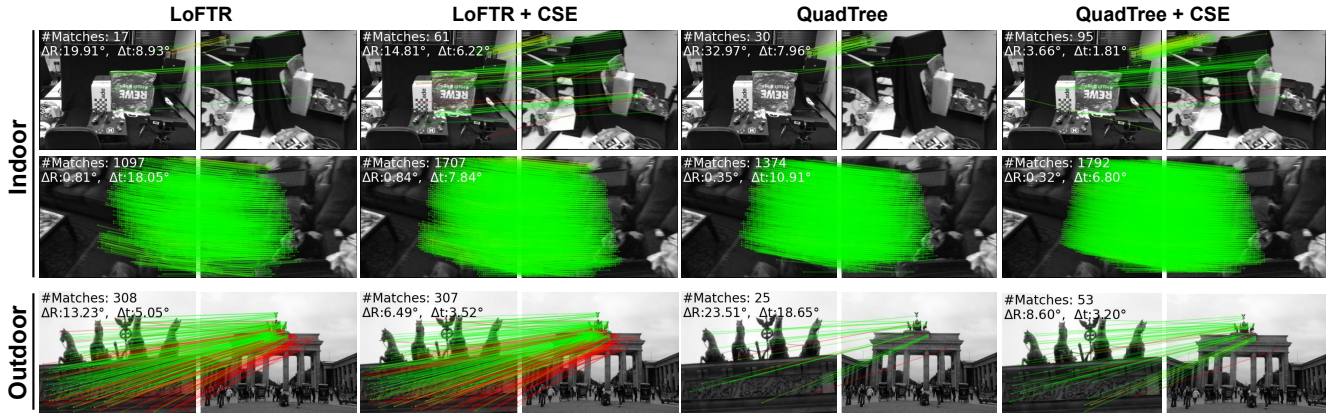 LoFTR
LoFTR + CSE
QuadTree
QuadTree + CSE
Indoor
#Matches: 17
ΔR:19.91°, Δt:8.93°
#Matches: 61
ΔR:14.81°, Δt:6.22°
#Matches: 30
ΔR:32.97°, Δt:7.96°
#Matches: 95
ΔR:3.66°, Δt:1.81°
REWE
REWE
REWE
REWE
#Matches: 1097
ΔR:0.81°, Δt:18.05°
#Matches: 1707
ΔR:0.84°, Δt:7.84°
#Matches: 1374
ΔR:0.35°, Δt:10.91°
#Matches: 1792
ΔR:0.32°, Δt:6.80°
Outdoor
#Matches: 308
ΔR:13.23°, Δt:5.05°
#Matches: 307
ΔR:6.49°, Δt:3.52°
#Matches: 25
ΔR:23.51°, Δt:18.65°
#Matches: 53
ΔR:8.60°, Δt:3.20°